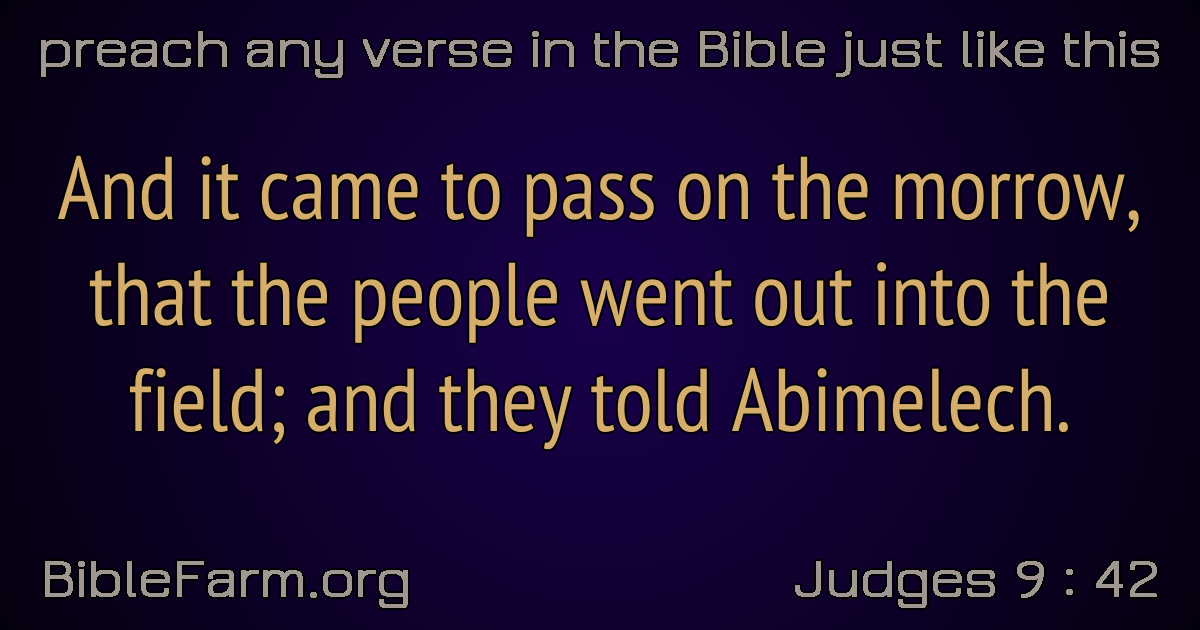 preach any verse in the Bible just like this
And it came to pass on the morrow,
that the people went out into the
field; and they told Abimelech.
BibleFarm.org
Judges 9 : 42